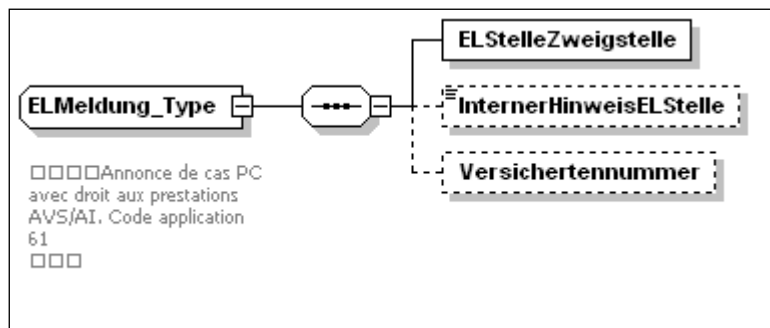 ELStelleZweigstelle
ELMeldung_Type
InternerHinweisELStelle
Versichertennummer
□□□□Annonce de cas PC
avec droit aux prestations
AVS/AI. Code application
61
□□□